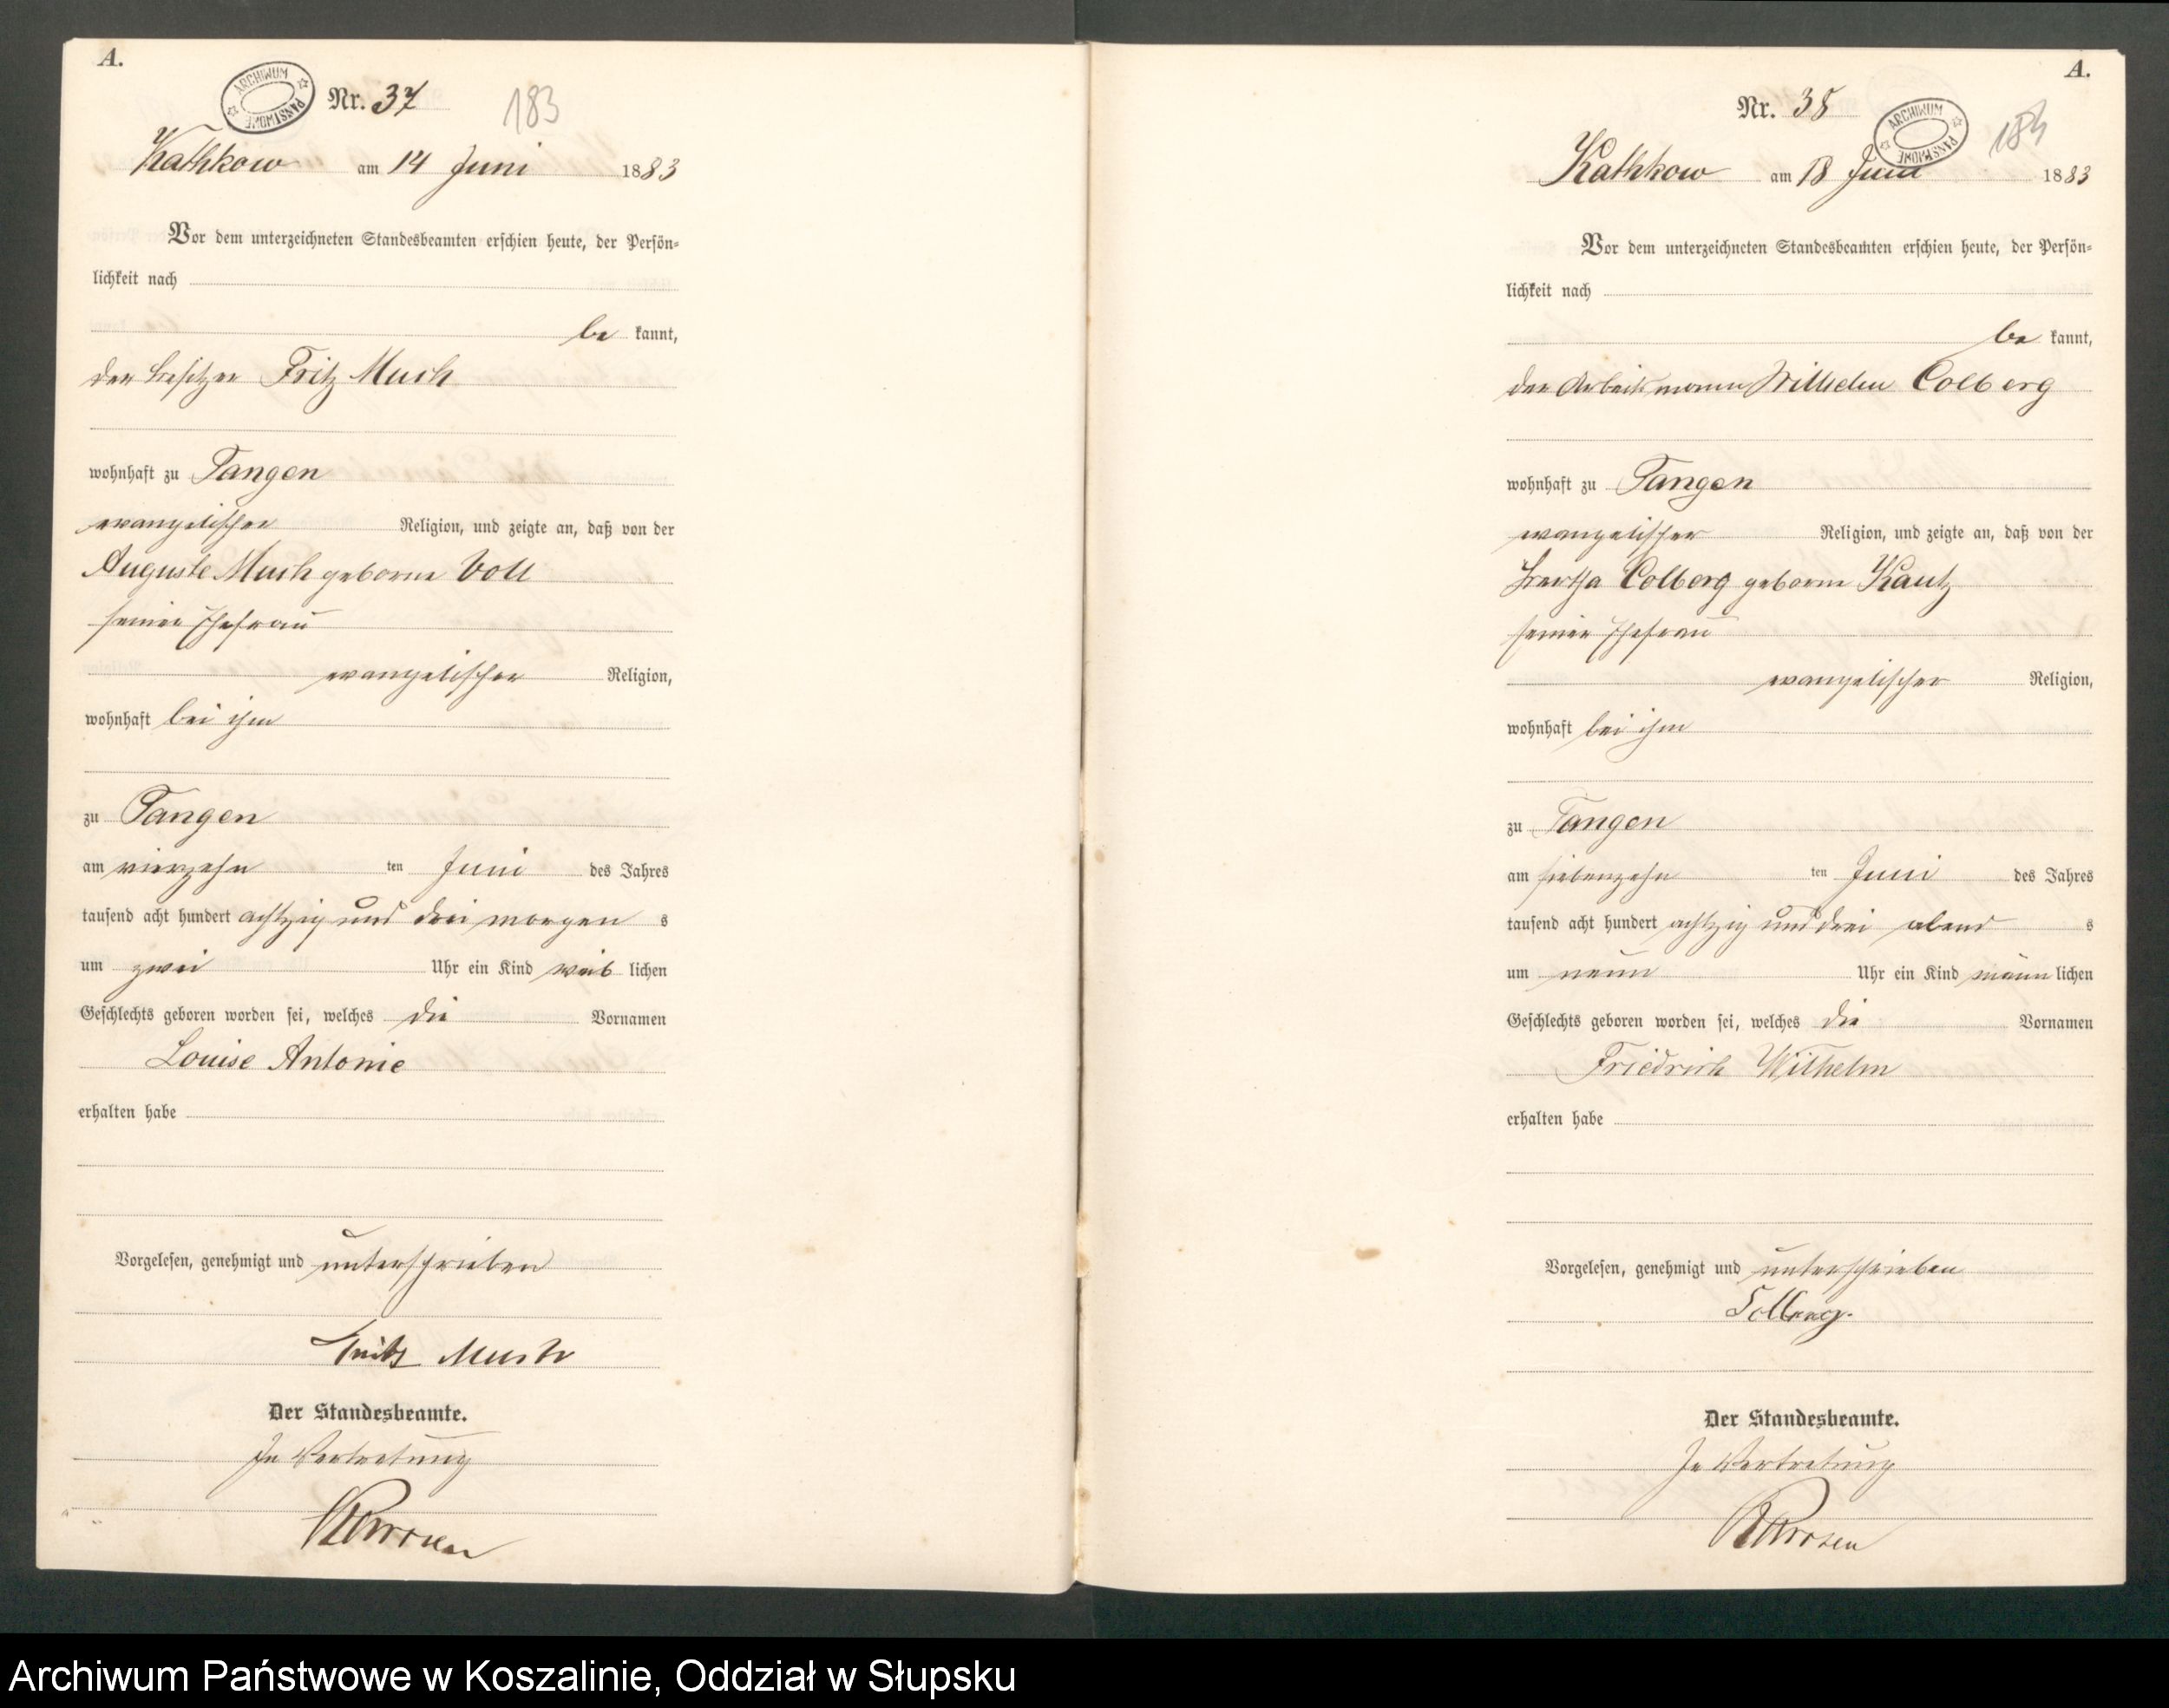 A.
ARCHIWUM PAŃSTWOWE
Nr. 37
183
Kathkow am 14 Juni 1883
Vor dem unterzeichneten Standesbeamten erschien heute, der Persön-
lichkeit nach
be kannt,
der Besitzer Fritz Much
wohnhaft zu Tangen
evangelischer Religion, und zeigte an, daß von der
Auguste Much geborne Voll
seiner Ehefrau
evangelischer Religion,
wohnhaft bei ihm
zu Tangen
am vierzehn ten Juni des Jahres
tausend acht hundert achtzig und drei morgen s
um zwei Uhr ein Kind weib lichen
Geschlechts geboren worden sei, welches die Vornamen
Louise Antonie
erhalten habe
Vorgelesen, genehmigt und unterschrieben
Fritz Much
Der Standesbeamte.
In Vertretung
A.
Nr. 38
ARCHIWUM PAŃSTWOWE
184
Kathkow am 18 Juni 1883
Vor dem unterzeichneten Standesbeamten erschien heute, der Persön-
lichkeit nach
be kannt,
der Arbeitsmann Wilhelm Colberg
wohnhaft zu Tangen
evangelischer Religion, und zeigte an, daß von der
Bertha Colberg geborne Kautz
seiner Ehefrau
evangelischer Religion,
wohnhaft bei ihm
zu Tangen
am siebenzehn ten Juni des Jahres
tausend acht hundert achtzig und drei abend s
um neun Uhr ein Kind männ lichen
Geschlechts geboren worden sei, welches die Vornamen
Friedrich Wilhelm
erhalten habe
Vorgelesen, genehmigt und unterschrieben
Colberg.
Der Standesbeamte.
In Vertretung
Archiwum Państwowe w Koszalinie, Oddział w Słupsku